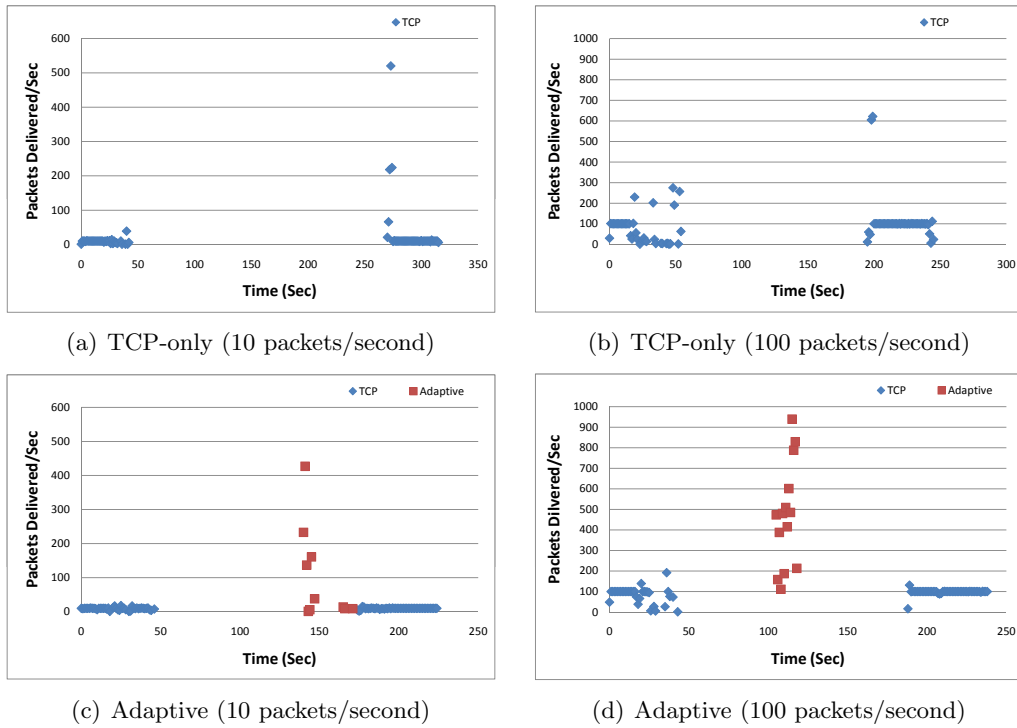 TCP
Packets Delivered/Sec
600
500
400
300
200
100
0
0 50 100 150 200 250 300 350
Time (Sec)
(a) TCP-only (10 packets/second)
TCP
Packets Delivered/Sec
1000
900
800
700
600
500
400
300
200
100
0
0 50 100 150 200 250 300
Time (Sec)
(b) TCP-only (100 packets/second)
TCP Adaptive
Packets Delivered/Sec
600
500
400
300
200
100
0
0 50 100 150 200 250
Time (Sec)
(c) Adaptive (10 packets/second)
TCP Adaptive
Packets Dilvered/Sec
1000
900
800
700
600
500
400
300
200
100
0
0 50 100 150 200 250
Time (Sec)
(d) Adaptive (100 packets/second)